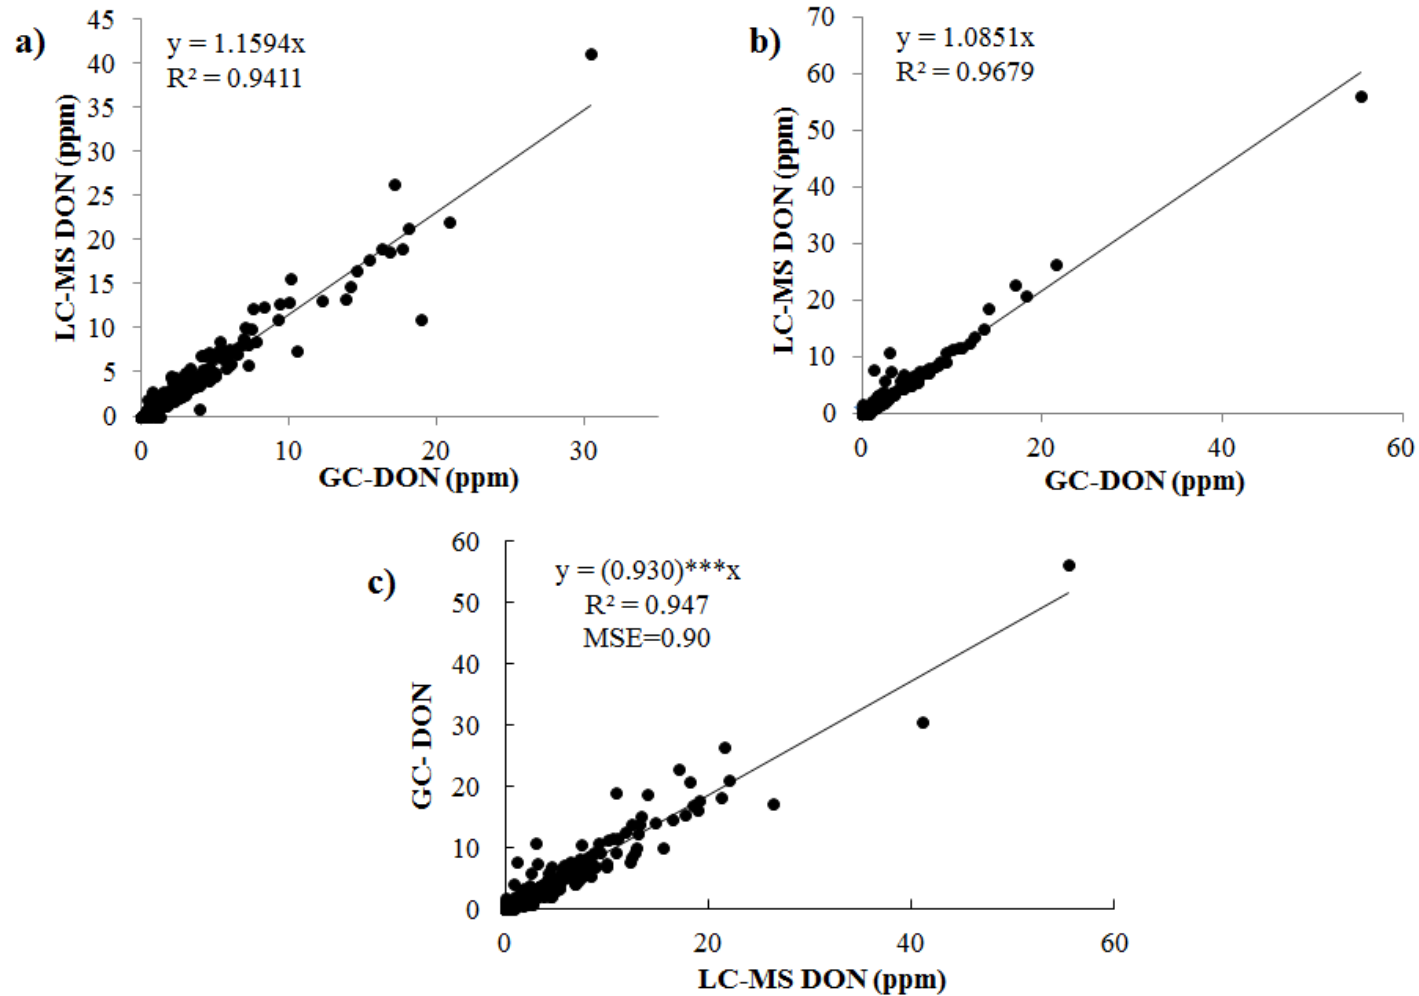 a)
y = 1.1594x
R² = 0.9411
LC-MS DON (ppm)
45
40
35
30
25
20
15
10
5
0
0 10 20 30
GC-DON (ppm)
b)
y = 1.0851x
R² = 0.9679
LC-MS DON (ppm)
70
60
50
40
30
20
10
0
0 20 40 60
GC-DON (ppm)
c)
y = (0.930)***x
R² = 0.947
MSE=0.90
GC- DON
60
50
40
30
20
10
0
0 20 40 60
LC-MS DON (ppm)